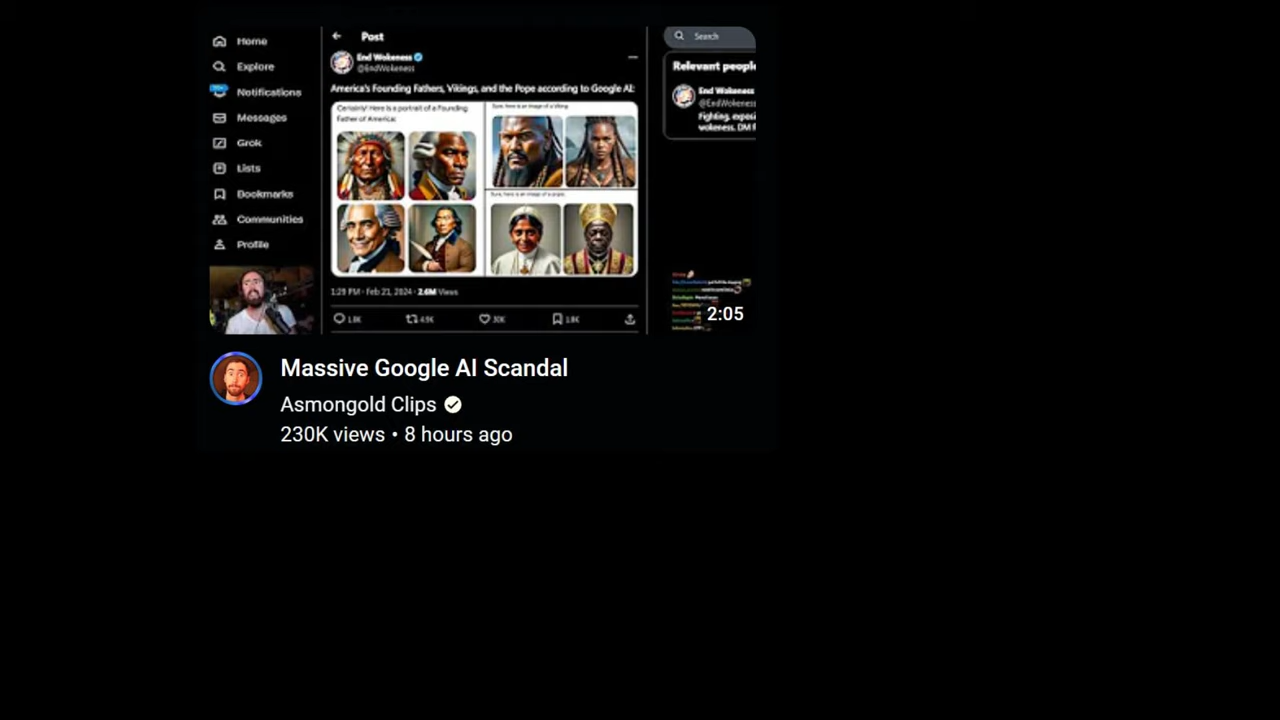 Home
Explore
Notifications
Messages
Grok
Lists
Bookmarks
Communities
Profile
Post
End Wokeness
@EndWokeness
America's Founding Fathers, Vikings, and the Pope according to Google AI:
Certainly! Here is a portrait of a Founding
Father of America:
Sure, here is an image of a Viking:
Sure, here is an image of a pope:
1:29 PM · Feb 21, 2024 · 2.6M Views
1.8K 4.9K 30K 1.8K
Search
Relevant people
End Wokeness
@EndWokeness
Fighting, exposi
wokeness. DM f
2:05
Massive Google AI Scandal
Asmongold Clips
230K views • 8 hours ago